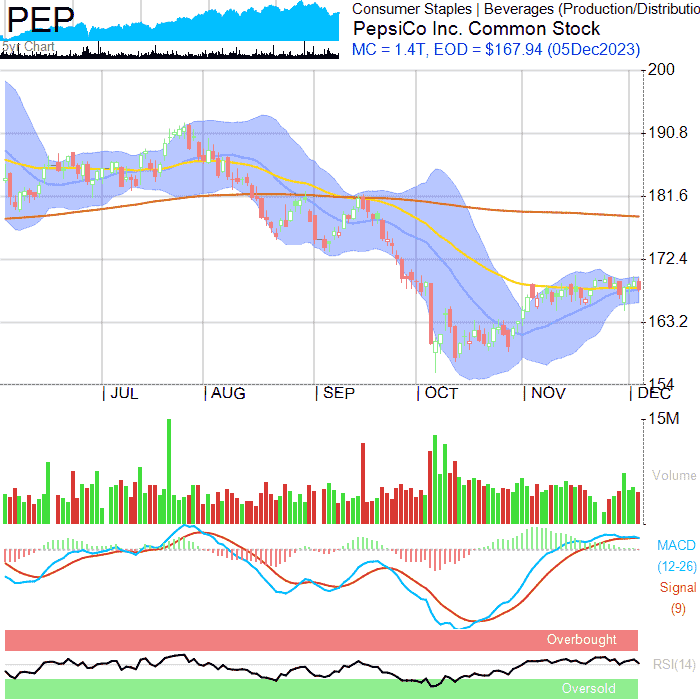 PEP
5yr Chart
Consumer Staples | Beverages (Production/Distributio
PepsiCo Inc. Common Stock
MC = 1.4T, EOD = $167.94 (05Dec2023)
200
190.8
181.6
172.4
163.2
154
JUL AUG SEP OCT NOV DEC
15M
Volume
MACD
(12-26)
Signal
(9)
Overbought
RSI(14)
Oversold